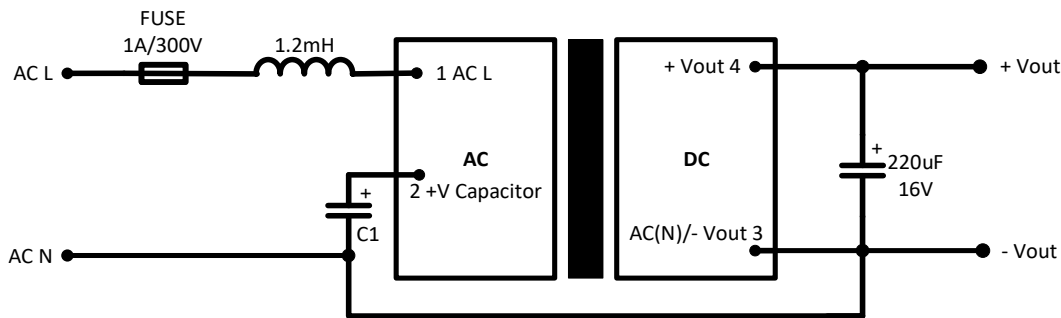 FUSE
1A/300V
1.2mH
AC L
1 AC L
+ Vout 4
+ Vout
AC
DC
+
220uF
16V
+
2 +V Capacitor
C1
AC(N)/- Vout 3
AC N
- Vout